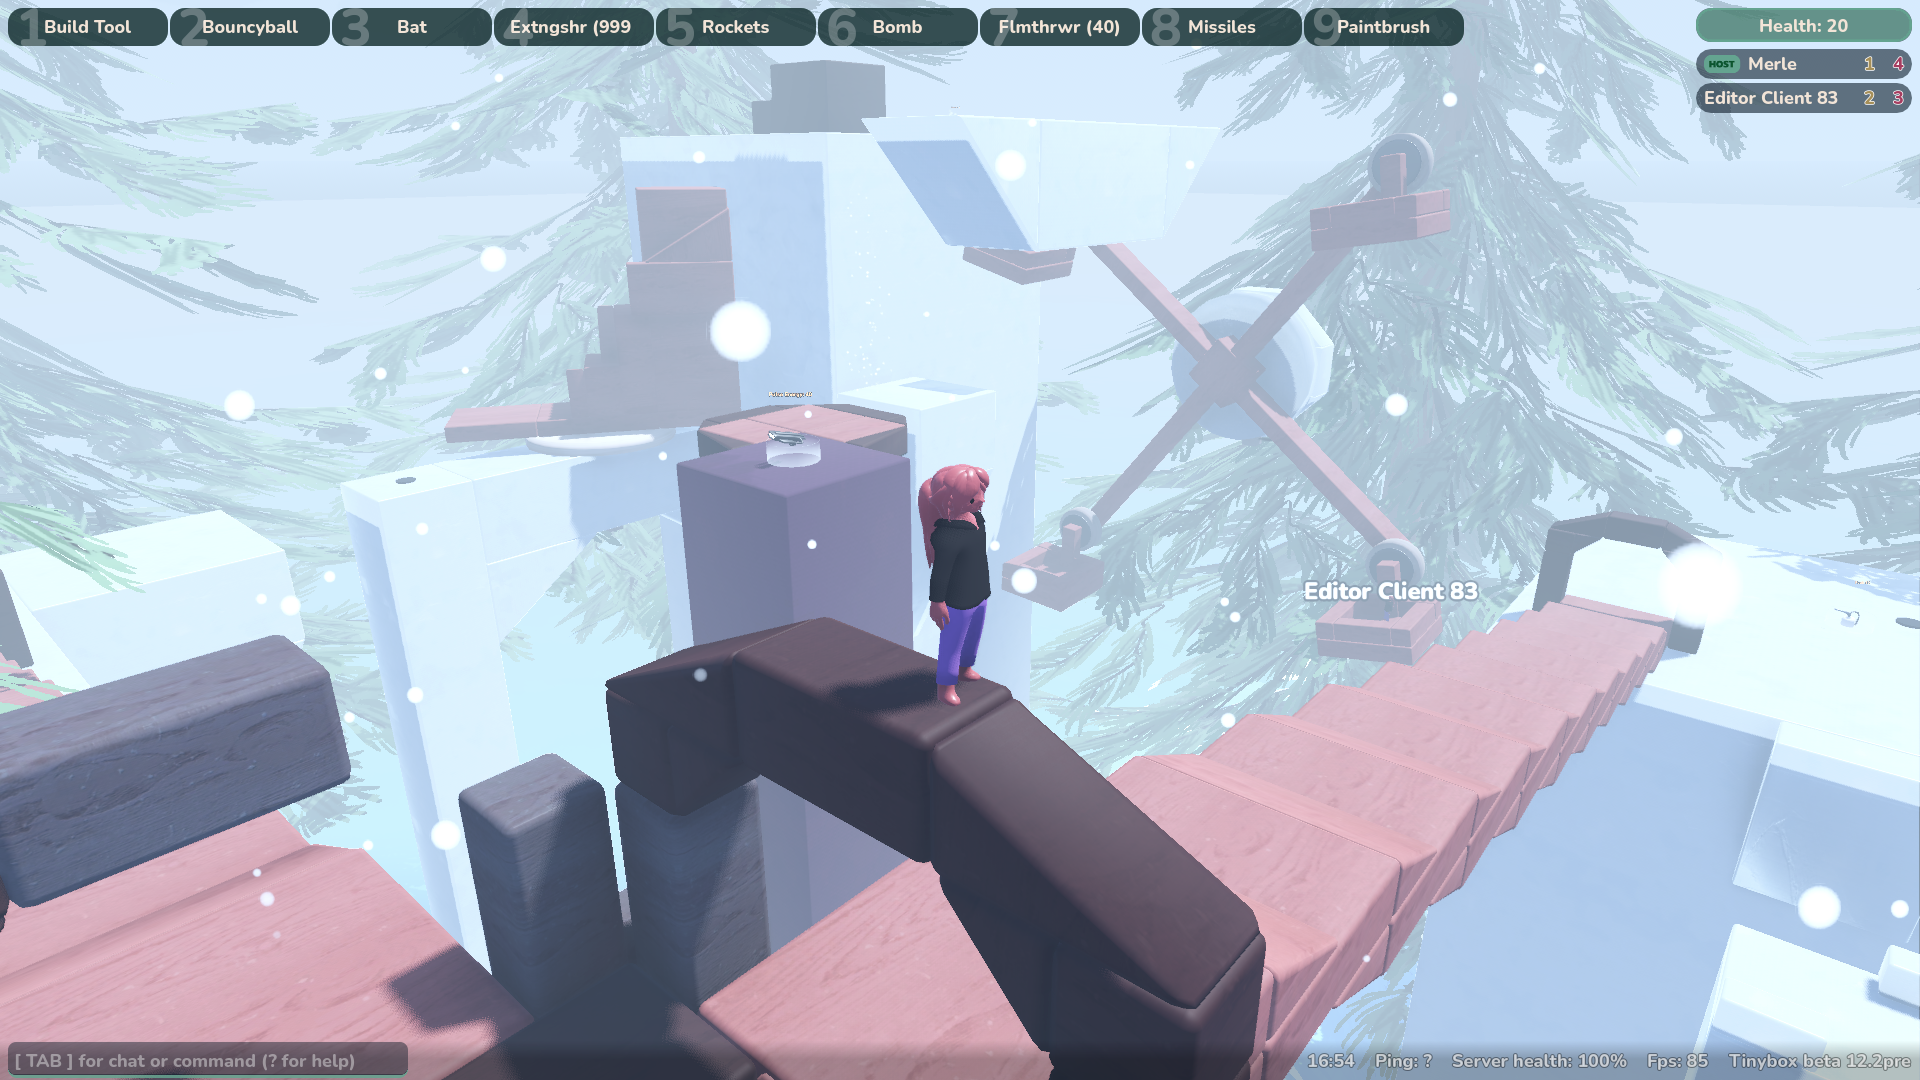 1 Build Tool
2 Bouncyball
3 Bat
4 Extngshr (999
5 Rockets
6 Bomb
7 Flmthrwr (40)
8 Missiles
9 Paintbrush
Health: 20
HOST Merle 1 4
Editor Client 83 2 3
Editor Client 83
[ TAB ] for chat or command (? for help)
16:54 Ping: ? Server health: 100% Fps: 85 Tinybox beta 12.2pre